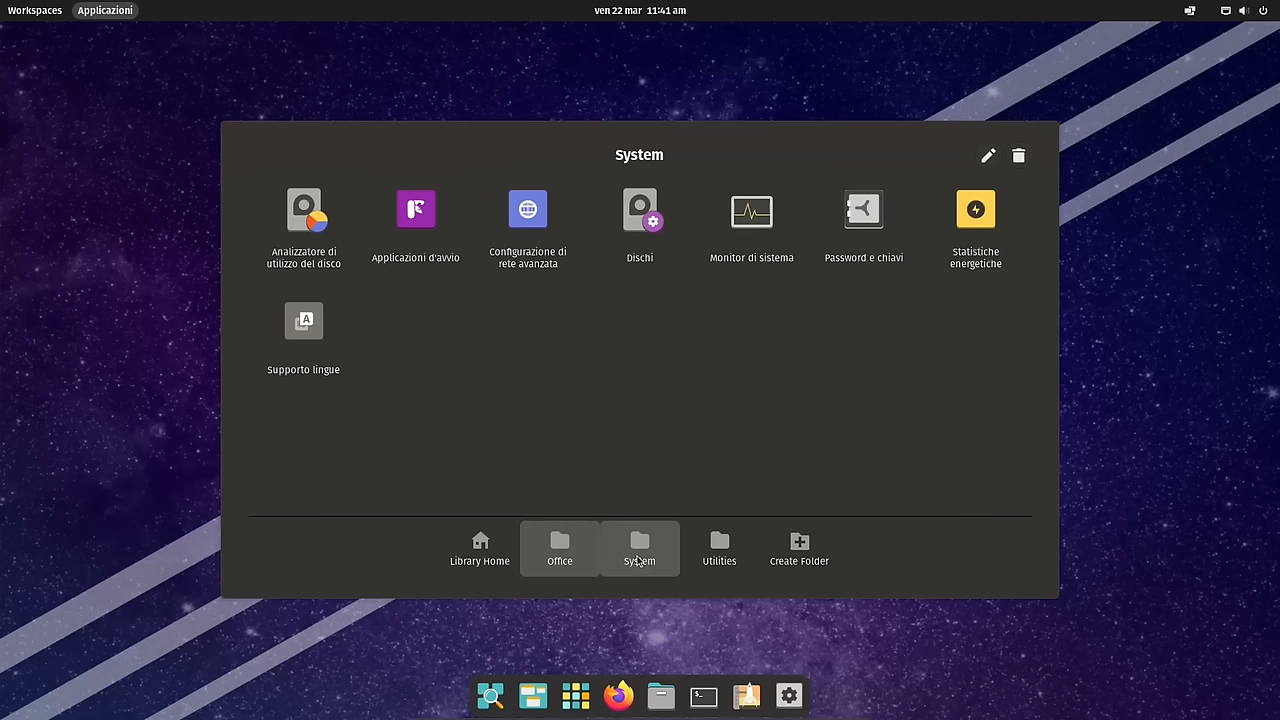 Workspaces
Applicazioni
ven 22 mar 11:41 am
System
Analizzatore di
utilizzo del disco
Applicazioni d'avvio
Configurazione di
rete avanzata
Dischi
Monitor di sistema
Password e chiavi
Statistiche
energetiche
A
Supporto lingue
Library Home
Office
System
Utilities
Create Folder
$_